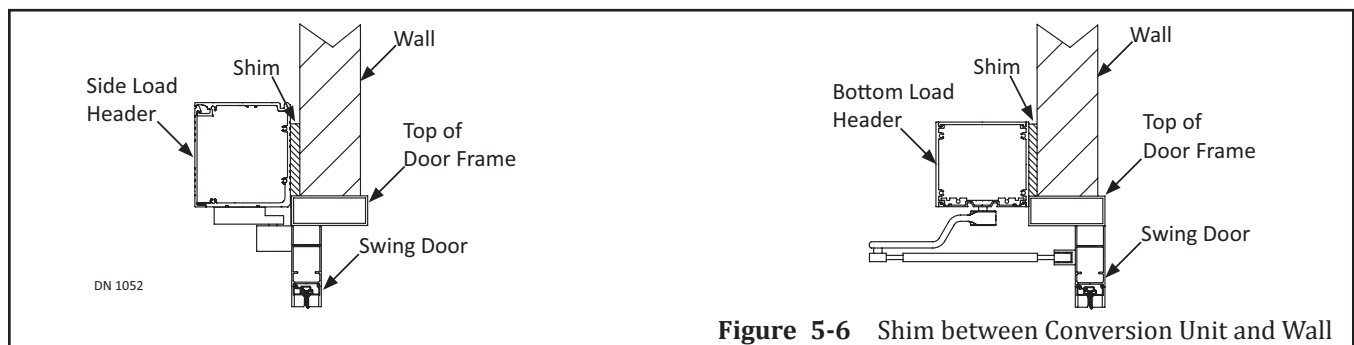 Wall
Shim
Side Load
Header
Top of
Door Frame
Swing Door
DN 1052
Wall
Shim
Bottom Load
Header
Top of
Door Frame
Swing Door
Figure 5-6 Shim between Conversion Unit and Wall